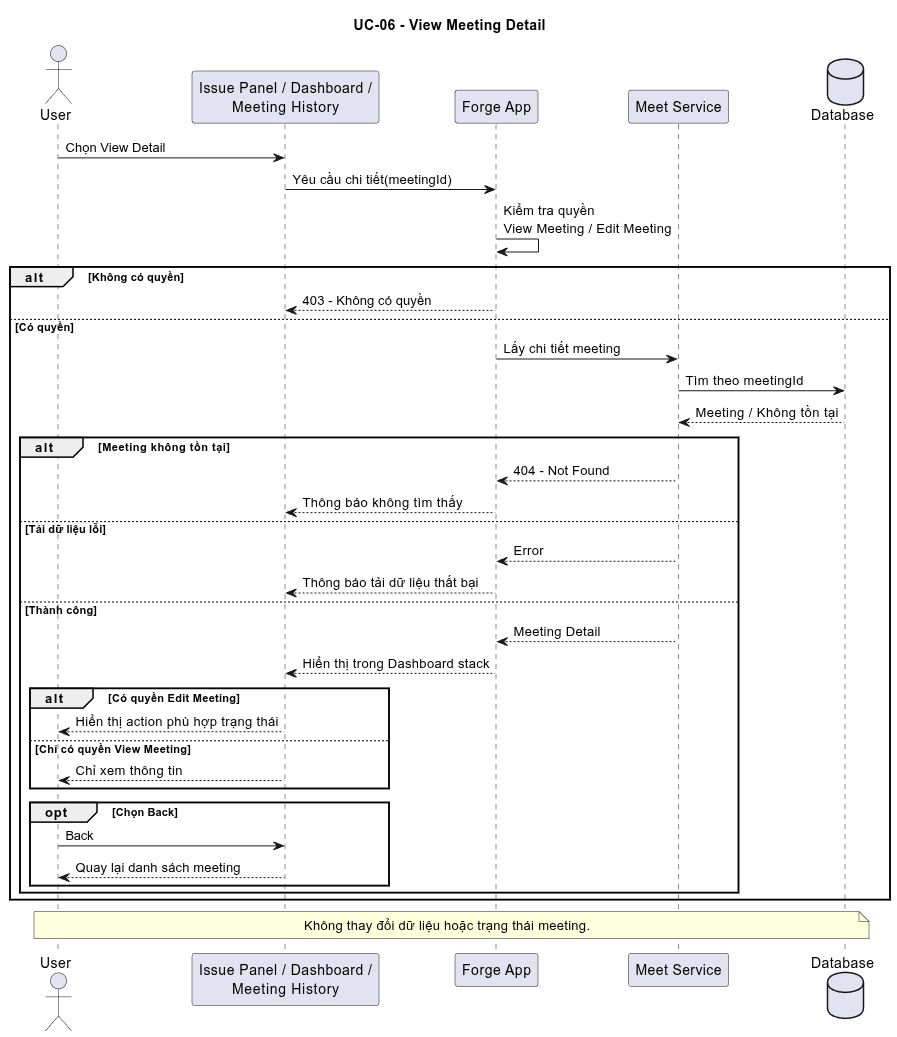 UC-06 - View Meeting Detail
User
Issue Panel / Dashboard /
Meeting History
Forge App
Meet Service
Database
Chọn View Detail
Yêu cầu chi tiết(meetingId)
Kiểm tra quyền
View Meeting / Edit Meeting
alt
[Không có quyền]
403 - Không có quyền
[Có quyền]
Lấy chi tiết meeting
Tìm theo meetingId
Meeting / Không tồn tại
alt
[Meeting không tồn tại]
404 - Not Found
Thông báo không tìm thấy
[Tải dữ liệu lỗi]
Error
Thông báo tải dữ liệu thất bại
[Thành công]
Meeting Detail
Hiển thị trong Dashboard stack
alt
[Có quyền Edit Meeting]
Hiển thị action phù hợp trạng thái
[Chỉ có quyền View Meeting]
Chỉ xem thông tin
opt
[Chọn Back]
Back
Quay lại danh sách meeting
Không thay đổi dữ liệu hoặc trạng thái meeting.
User
Issue Panel / Dashboard /
Meeting History
Forge App
Meet Service
Database